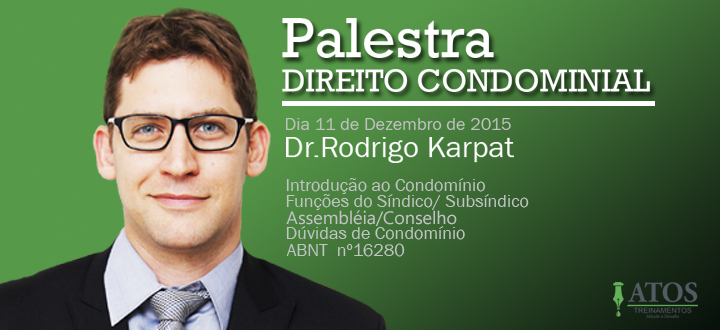 Palestra
DIREITO CONDOMINIAL
Dia 11 de Dezembro de 2015
Dr.Rodrigo Karpat
Introdução ao Condomínio
Funções do Síndico/ Subsíndico
Assembléia/Conselho
Dúvidas de Condomínio
ABNT nº16280
ATOS
TREINAMENTOS